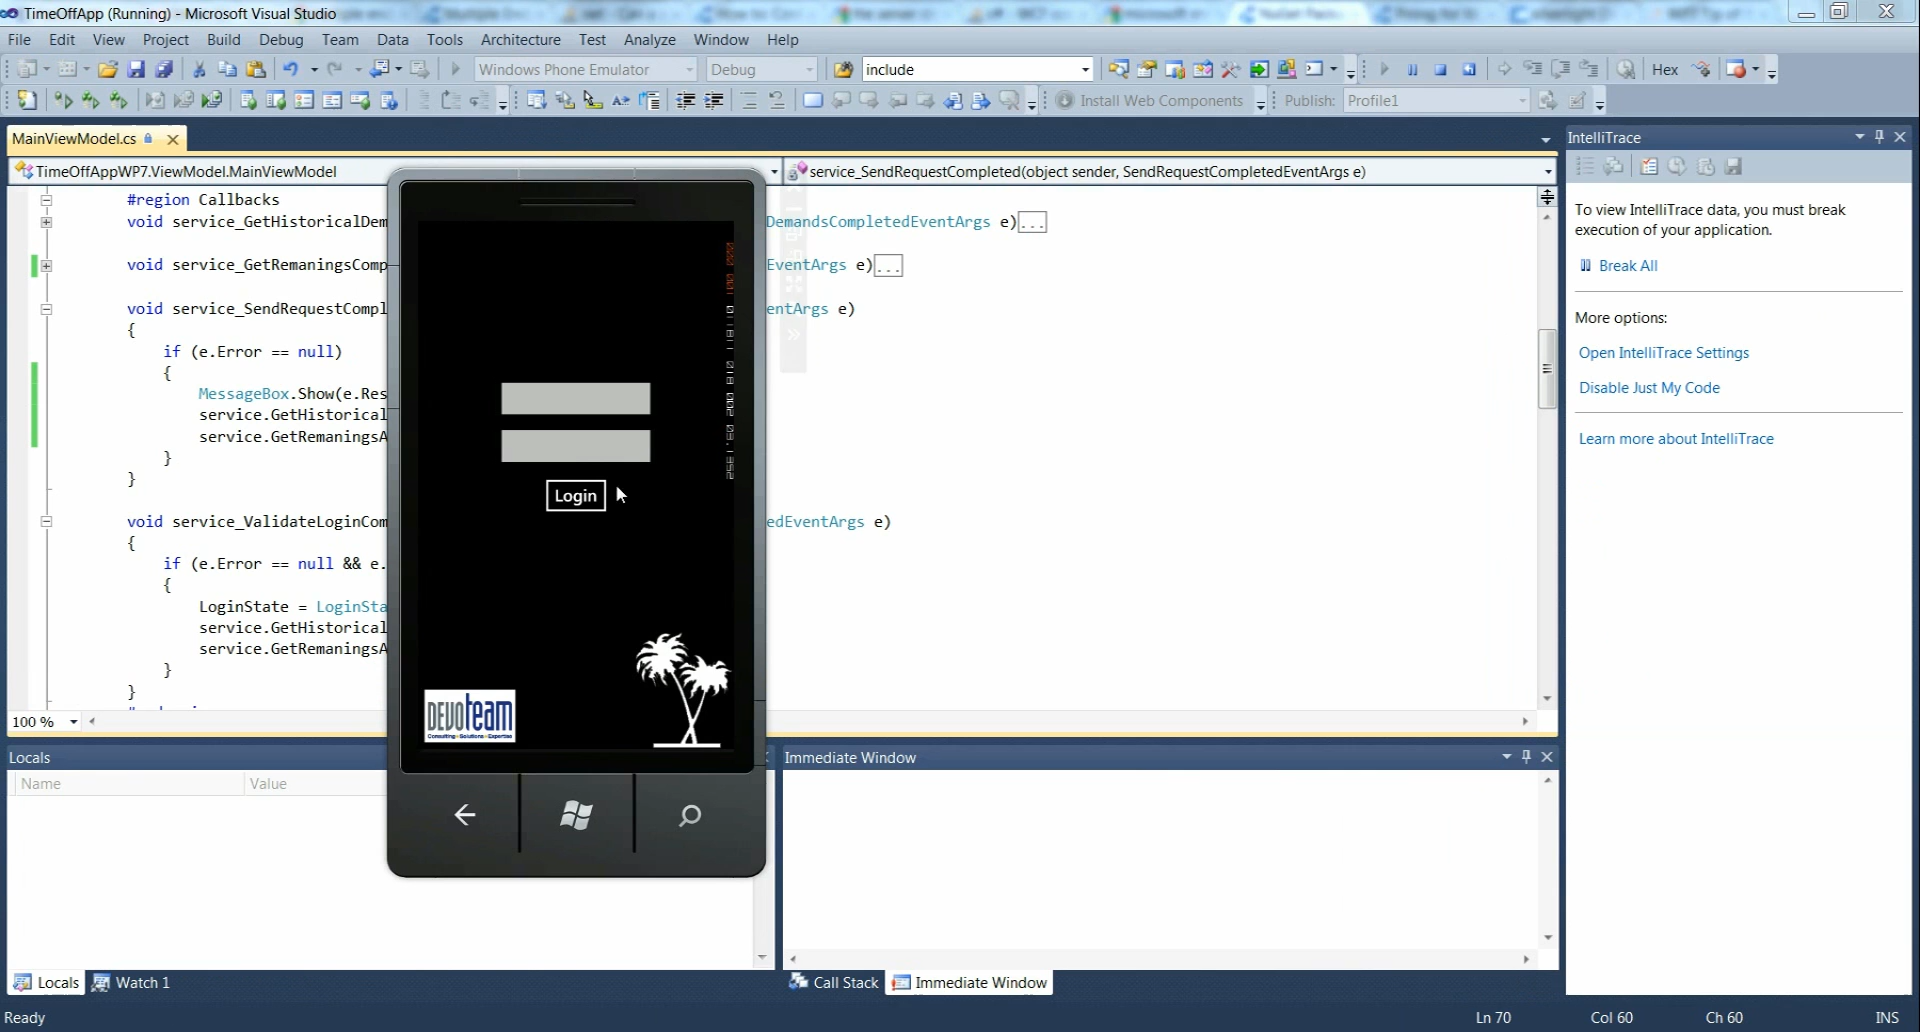 TimeOffApp (Running) - Microsoft Visual Studio
File Edit View Project Build Debug Team Data Tools Architecture Test Analyze Window Help
Windows Phone Emulator Debug include Hex
Install Web Components Publish: Profile1
MainViewModel.cs
TimeOffAppWP7.ViewModel.MainViewModel service_SendRequestCompleted(object sender, SendRequestCompletedEventArgs e)
#region Callbacks
void service_GetHistoricalDem DemandsCompletedEventArgs e)...
void service_GetRemaningsComp EventArgs e)...
void service_SendRequestCompl entArgs e)
{
if (e.Error == null)
{
MessageBox.Show(e.Res
service.GetHistorical
service.GetRemaningsA
}
}
void service_ValidateLoginCom edEventArgs e)
{
if (e.Error == null && e.
{
LoginState = LoginSta
service.GetHistorical
service.GetRemaningsA
}
}
100 %
Login
DEVOteam
Consulting Solutions Expertise
IntelliTrace
To view IntelliTrace data, you must break
execution of your application.
Break All
More options:
Open IntelliTrace Settings
Disable Just My Code
Learn more about IntelliTrace
Locals
Name Value
Immediate Window
Locals Watch 1
Call Stack Immediate Window
Ready Ln 70 Col 60 Ch 60 INS